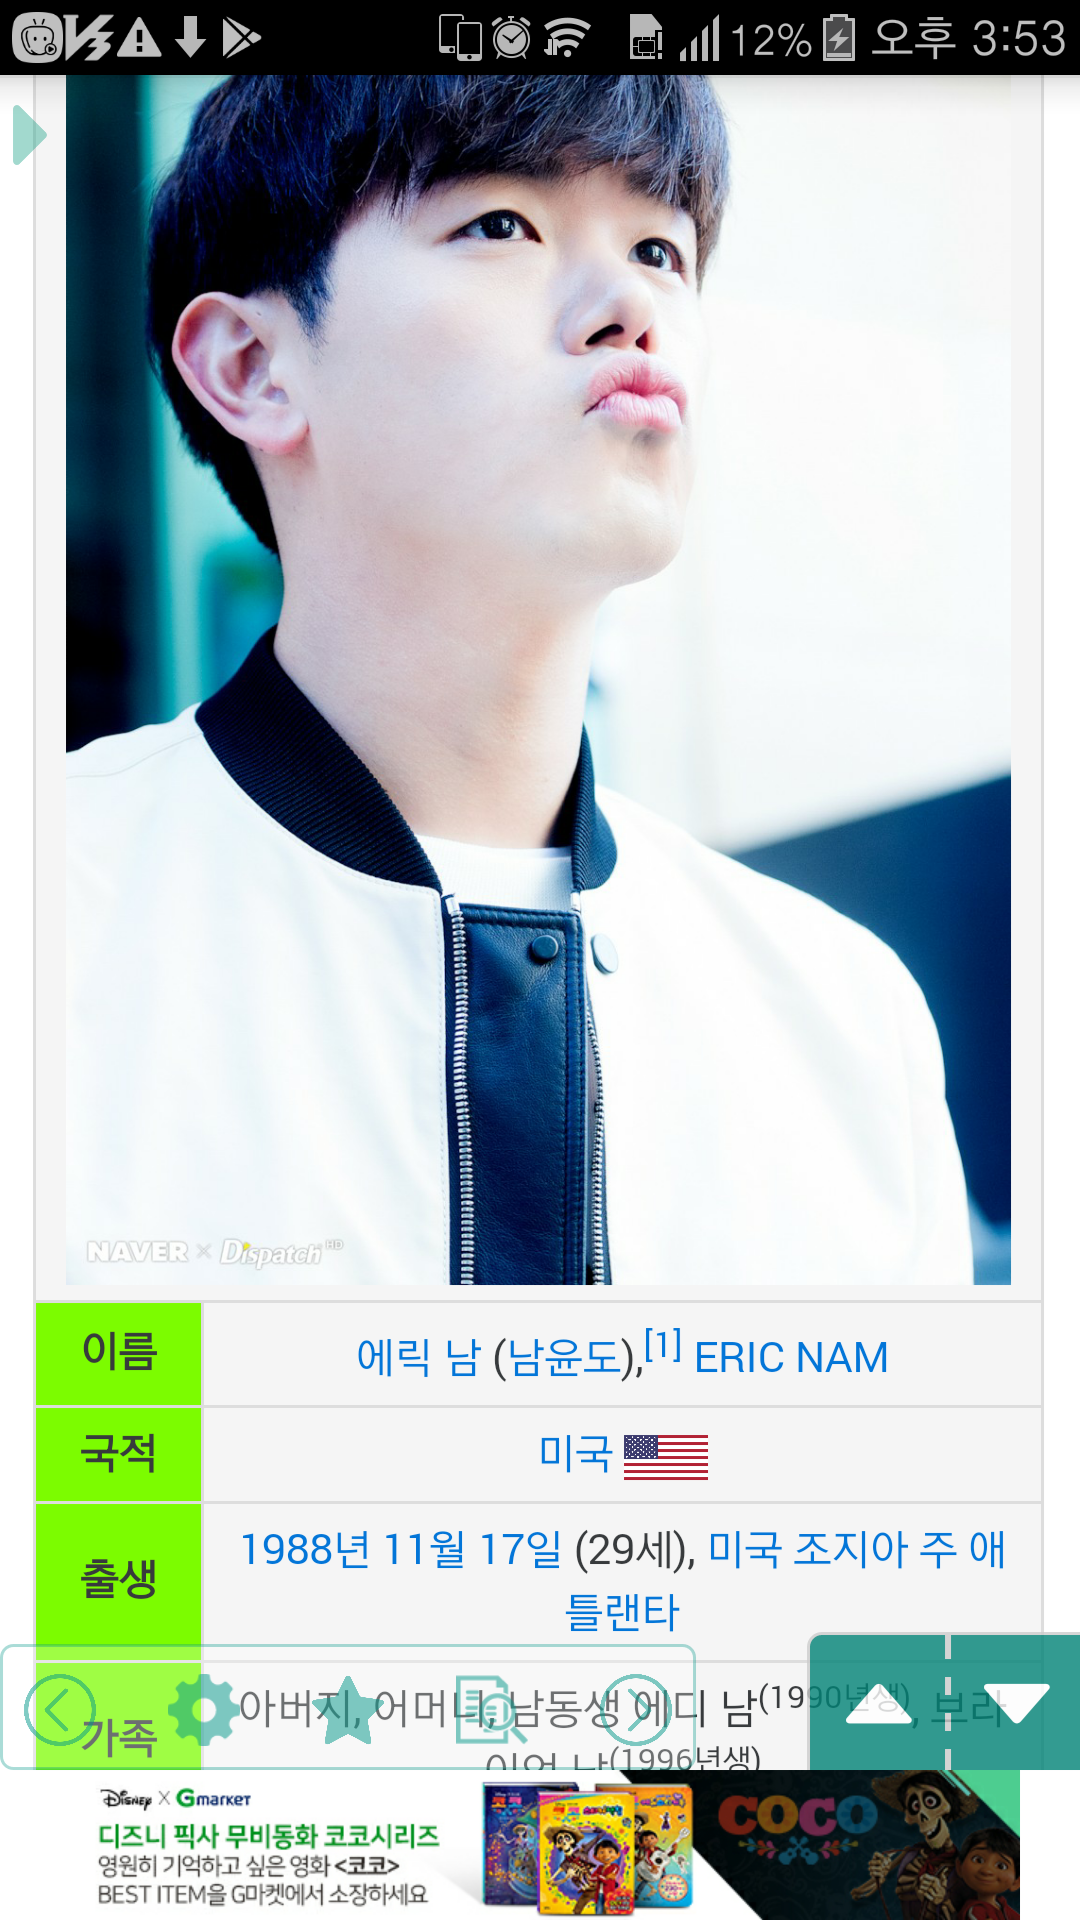 12% 오후 3:53
NAVER × Dispatch HD
이름 에릭 남 (남윤도),[1] ERIC NAM
국적 미국
출생 1988년 11월 17일 (29세), 미국 조지아 주 애
틀랜타
가족 아버지, 어머니, 남동생 에디 남(1990년생), 브라
이언 남(1996년생)
Disney × Gmarket
디즈니 픽사 무비동화 코코시리즈
영원히 기억하고 싶은 영화 <코코>
BEST ITEM을 G마켓에서 소장하세요
COCO